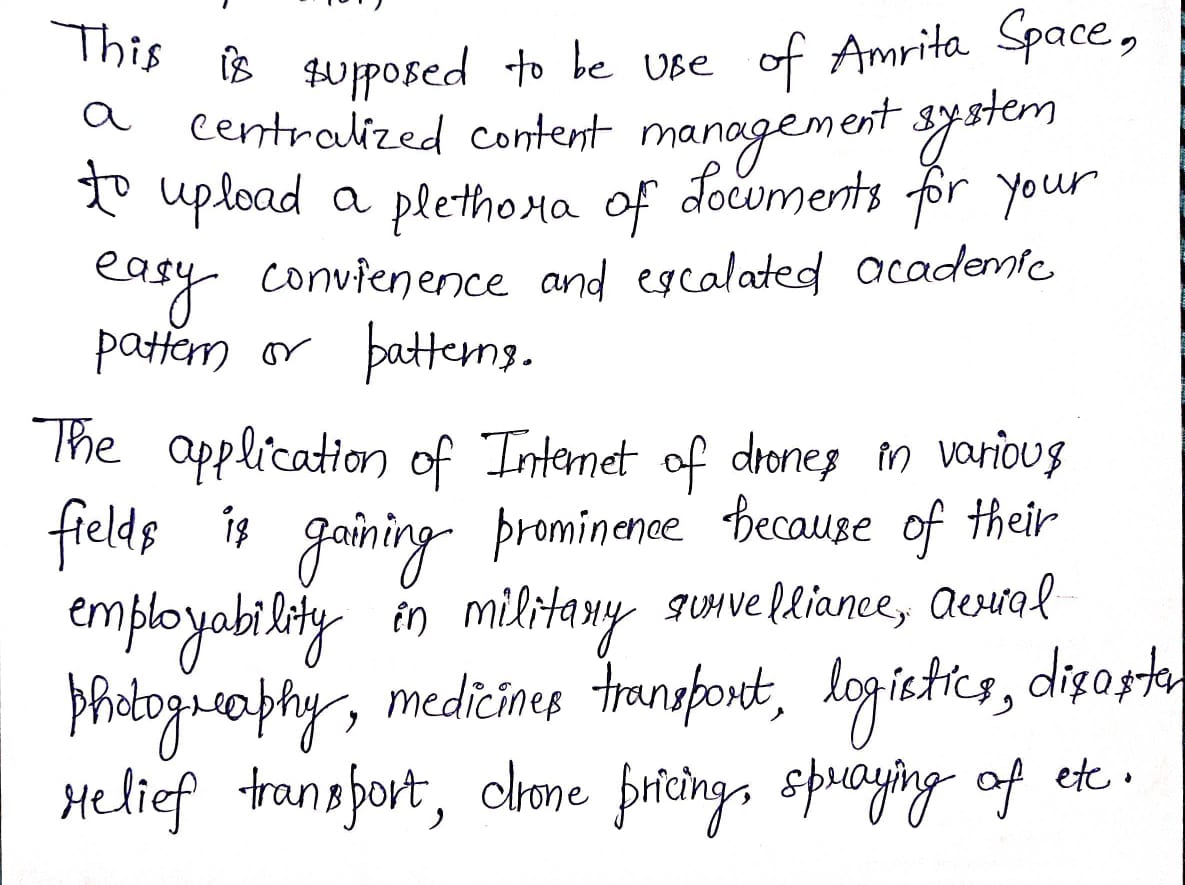 This is supposed to be use of Amrita Space,
a centralized content management system
to upload a plethora of documents for your
easy convienence and escalated academic
pattern or patterns.
The application of Internet of drones in various
fields is gaining prominence because of their
employability in military survelliance, aerial
photography, medicines transport, logistics, disaster
relief transport, drone pricing, spraying of etc.